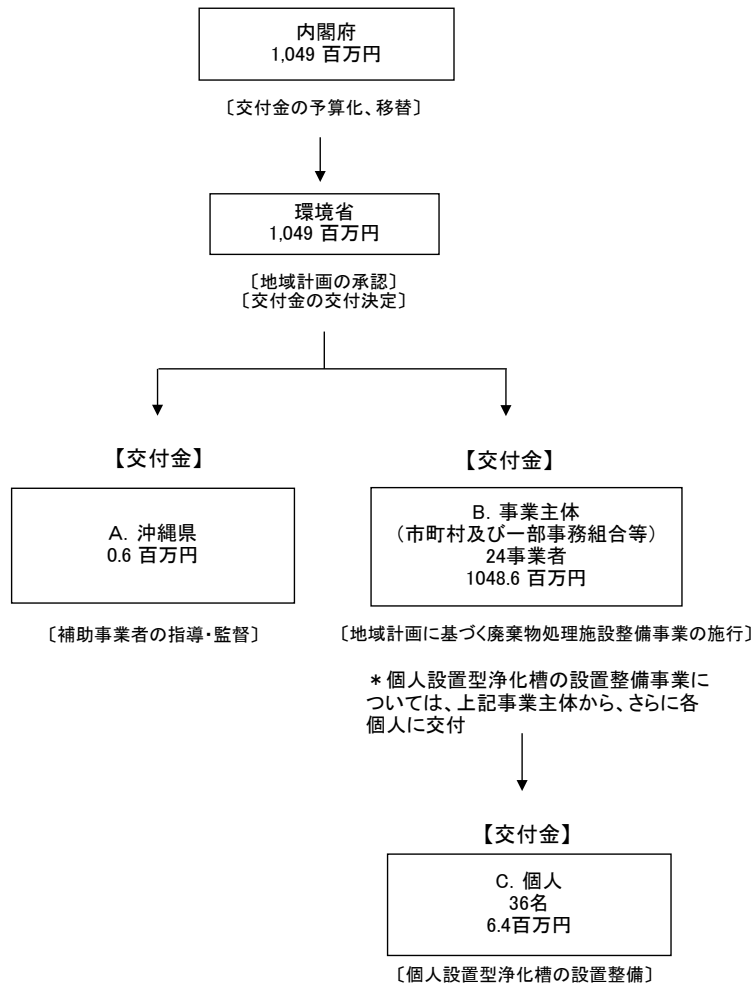 内閣府
1,049 百万円
〔交付金の予算化、移替〕
環境省
1,049 百万円
〔地域計画の承認〕
〔交付金の交付決定〕
【交付金】
A. 沖縄県
0.6 百万円
〔補助事業者の指導・監督〕
【交付金】
B. 事業主体
（市町村及び一部事務組合等）
24事業者
1048.6 百万円
〔地域計画に基づく廃棄物処理施設整備事業の施行〕
＊個人設置型浄化槽の設置整備事業に
ついては、上記事業主体から、さらに各
個人に交付
【交付金】
C. 個人
36名
6.4百万円
〔個人設置型浄化槽の設置整備〕